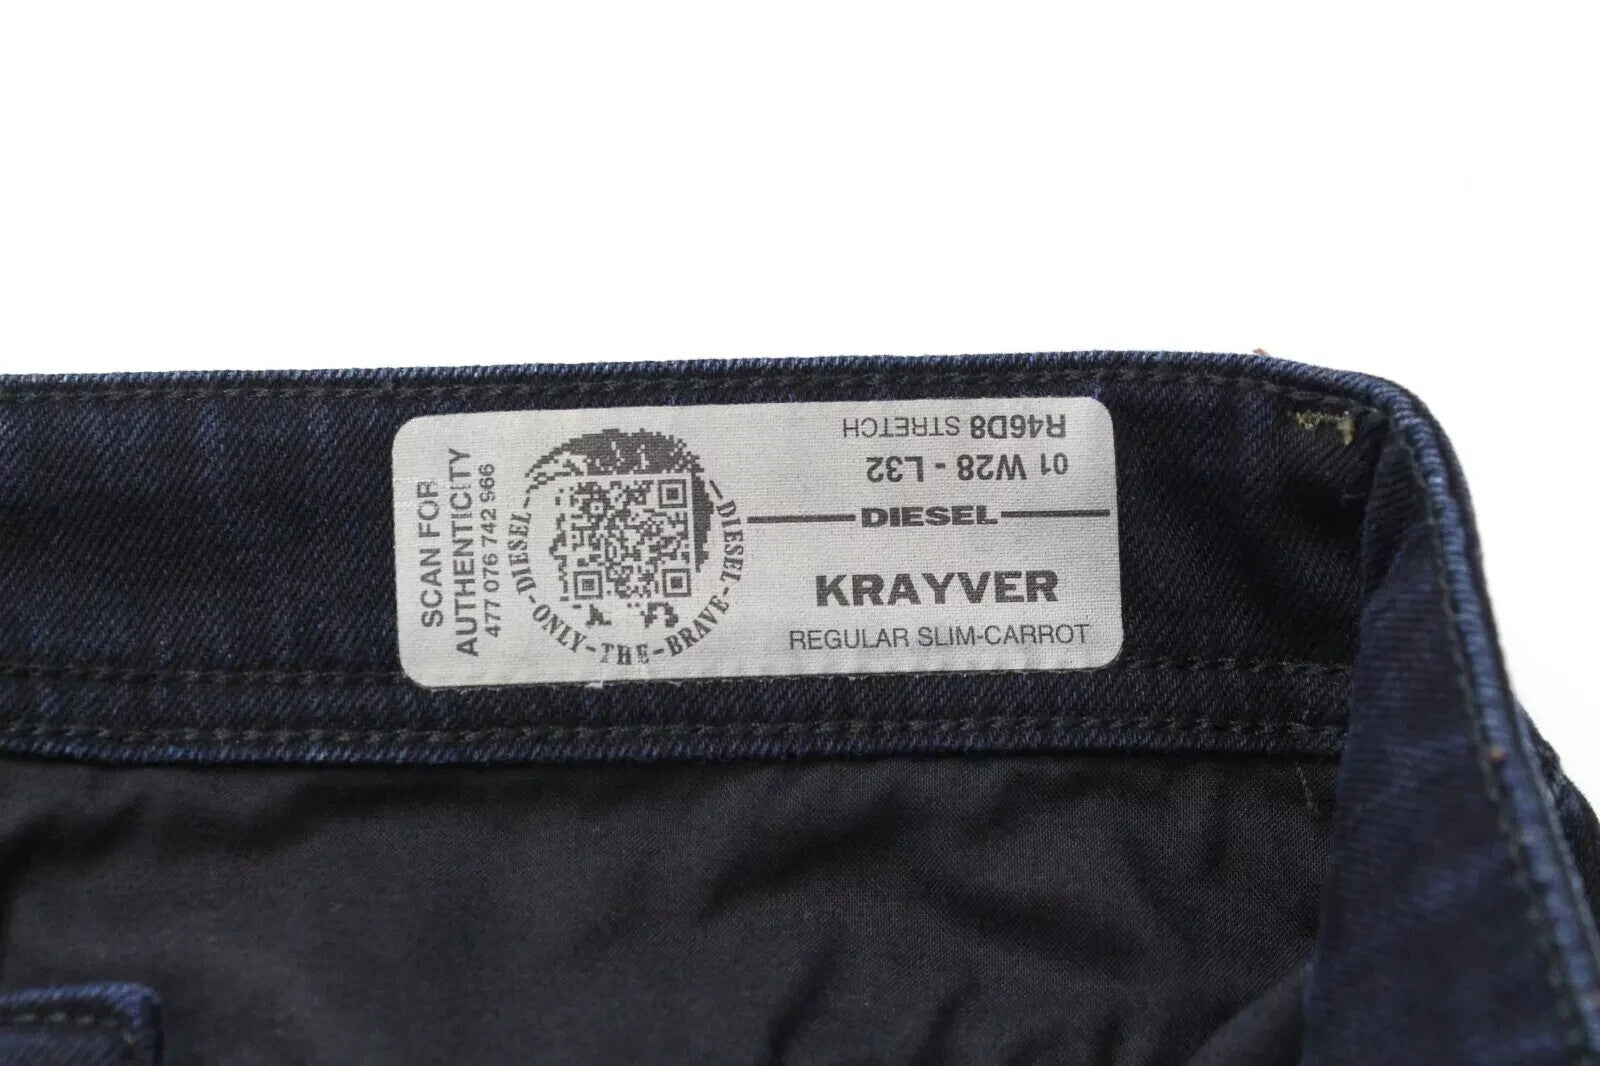 SCAN FOR
AUTHENTICITY
477 076 742 966
DIESEL-ONLY-THE-BRAVE-DIESEL
R46D8 STRETCH
01 W28 - L32
DIESEL
KRAYVER
REGULAR SLIM-CARROT